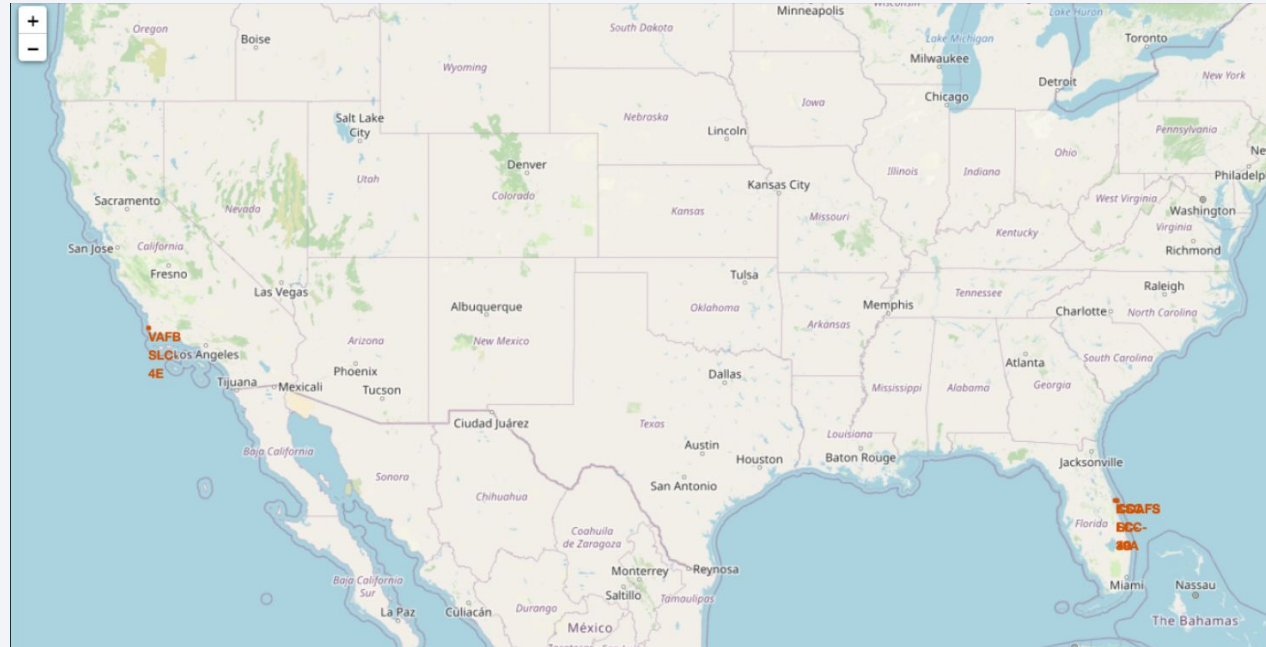 +
−
Oregon
Boise
South Dakota
Minneapolis
Wisconsin
Lake Huron
Toronto
Wyoming
Lake Michigan
Milwaukee
Detroit
New York
Chicago
Iowa
Nebraska
Lincoln
Salt Lake
City
Pennsylvania
Denver
Utah
Colorado
Illinois
Indiana
Ohio
Kansas City
Sacramento
Nevada
Kansas
Missouri
West Virginia
Washington
Virginia
San Jose
California
Kentucky
Richmond
Fresno
Las Vegas
Tulsa
Albuquerque
Oklahoma
Memphis
Tennessee
Raleigh
Charlotte
North Carolina
Arkansas
VAFB
SLC-
4E
Los Angeles
Arizona
New Mexico
South Carolina
Phoenix
Dallas
Atlanta
Tijuana
Mexicali
Tucson
Mississippi
Alabama
Georgia
Ciudad Juárez
Texas
Louisiana
Austin
Baja California
Houston
Baton Rouge
Jacksonville
Sonora
San Antonio
Chihuahua
Florida
Coahuila
de Zaragoza
Monterrey
Reynosa
Baja California
Sur
Saltillo
Tamaulipas
Miami
Nassau
La Paz
Culiacán
Durango
México
The Bahamas